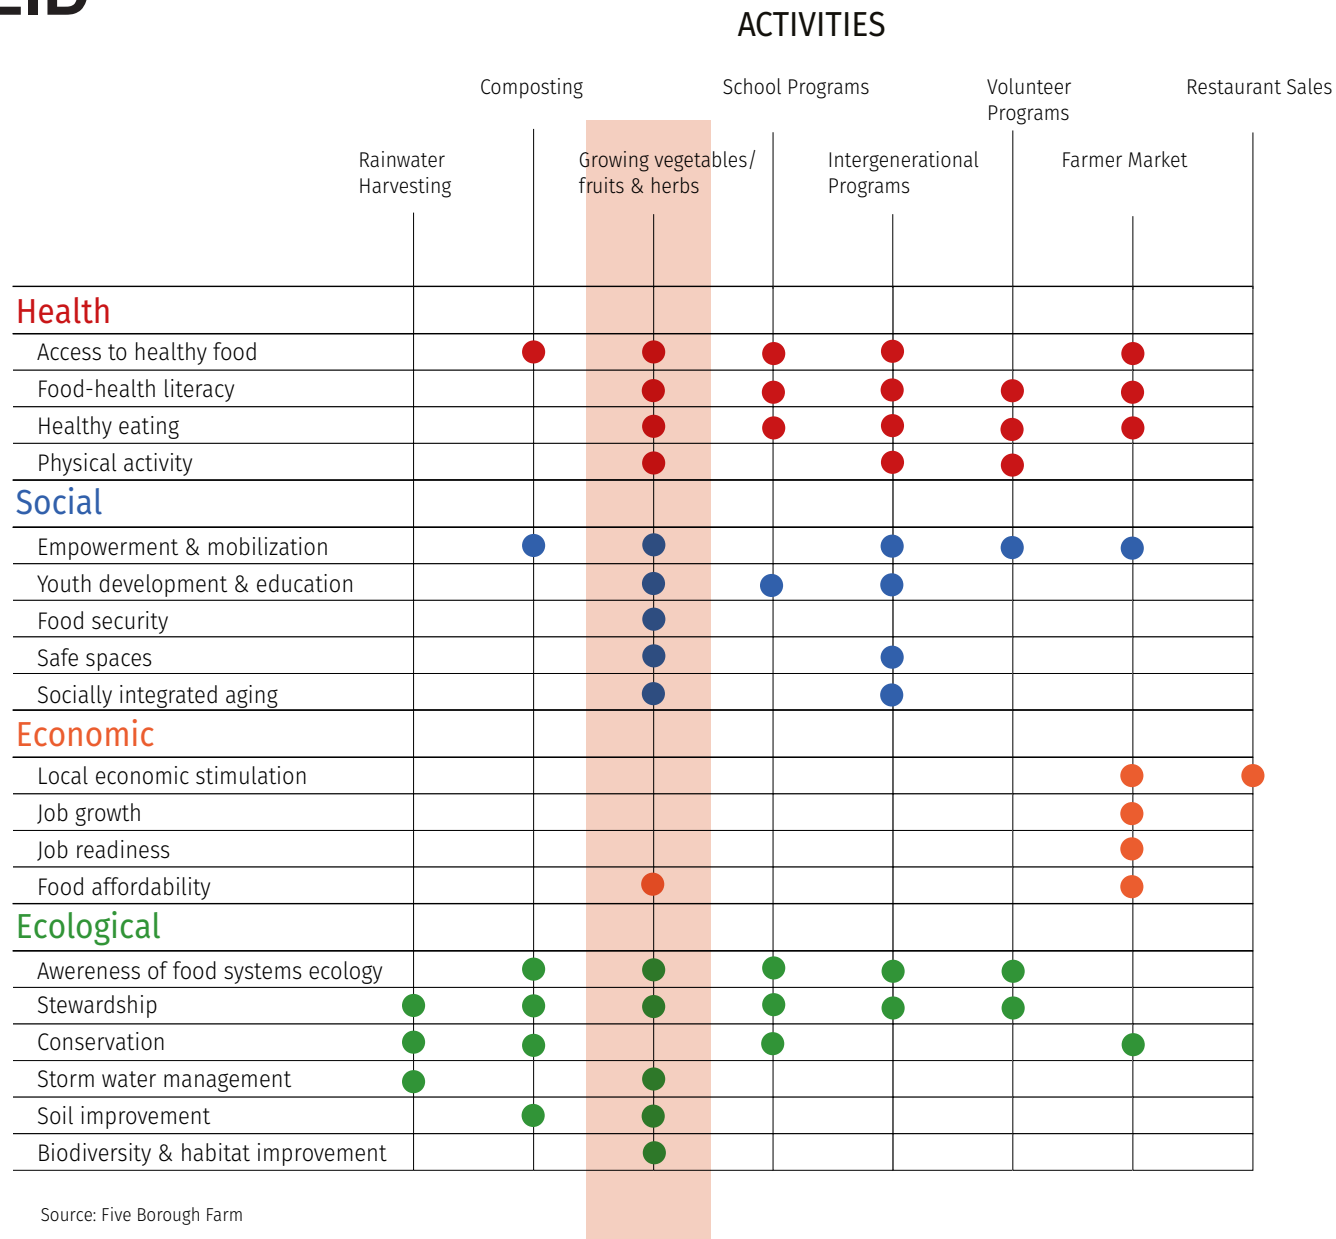 ACTIVITIES
Composting
School Programs
Volunteer
Programs
Restaurant Sales
Rainwater
Harvesting
Growing vegetables/
fruits & herbs
Intergenerational
Programs
Farmer Market
Health
Access to healthy food
Food-health literacy
Healthy eating
Physical activity
Social
Empowerment & mobilization
Youth development & education
Food security
Safe spaces
Socially integrated aging
Economic
Local economic stimulation
Job growth
Job readiness
Food affordability
Ecological
Awereness of food systems ecology
Stewardship
Conservation
Storm water management
Soil improvement
Biodiversity & habitat improvement
Source: Five Borough Farm